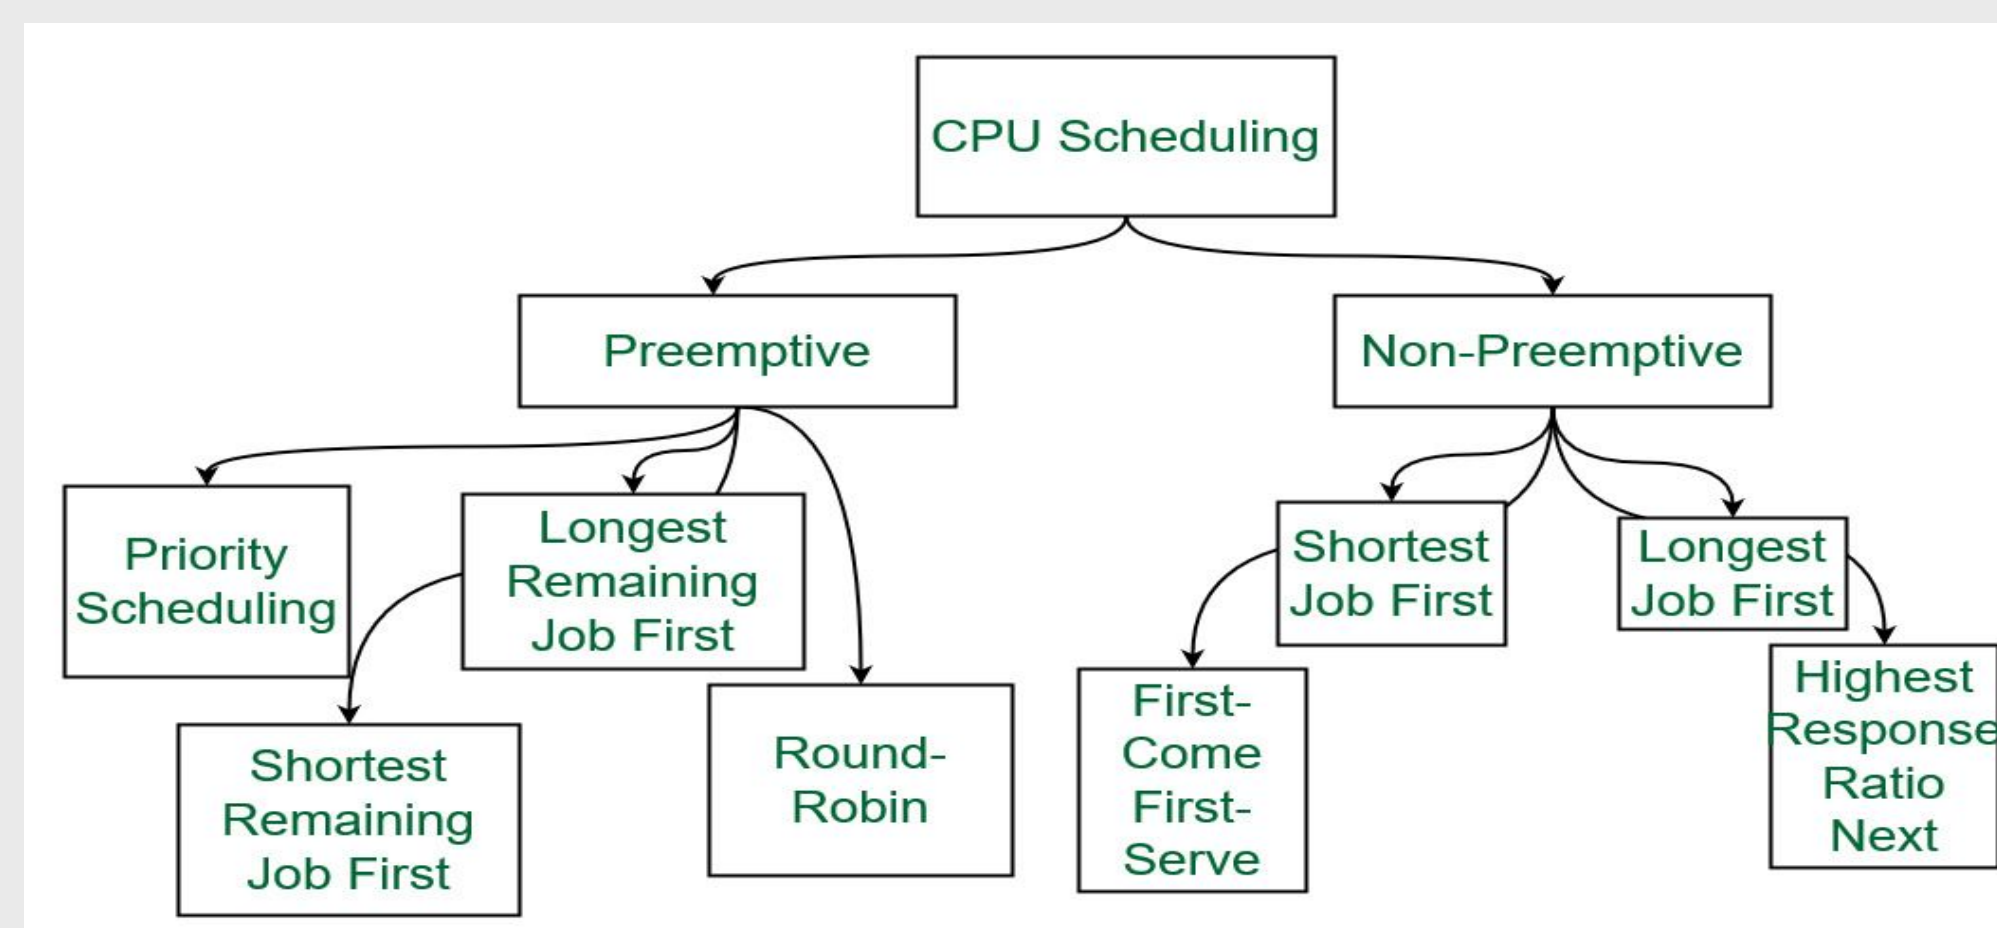 CPU Scheduling
Preemptive
Non-Preemptive
Priority
Scheduling
Longest
Remaining
Job First
Shortest
Job First
Longest
Job First
Shortest
Remaining
Job First
Round-
Robin
First-
Come
First-
Serve
Highest
Response
Ratio
Next